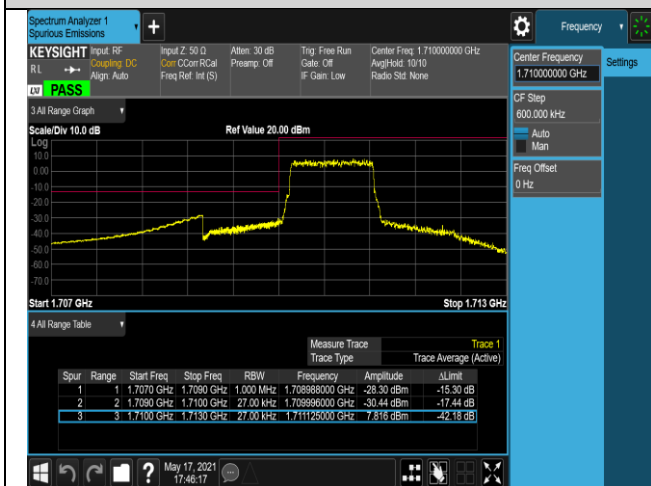 Spectrum Analyzer 1
Spurious Emissions
+
Frequency
KEYSIGHT Input: RF Input Z: 50 Ω Atten: 30 dB Trig: Free Run Center Freq: 1.710000000 GHz
RL Coupling: DC Corr CCorr RCal Preamp: Off Gate: Off Avg|Hold: 10/10
Align: Auto Freq Ref: Int (S) IF Gain: Low Radio Std: None
LXI PASS
Center Frequency
1.710000000 GHz
Settings
CF Step
600.000 kHz
Auto
Man
Freq Offset
0 Hz
3 All Range Graph
Scale/Div 10.0 dB Ref Value 20.00 dBm
Log
10.0
0.00
-10.0
-20.0
-30.0
-40.0
-50.0
-60.0
-70.0
Start 1.707 GHz Stop 1.713 GHz
4 All Range Table
Measure Trace Trace 1
Trace Type Trace Average (Active)
Spur Range Start Freq Stop Freq RBW Frequency Amplitude ΔLimit
1 1 1.7070 GHz 1.7090 GHz 1.000 MHz 1.708988000 GHz -28.30 dBm -15.30 dB
2 2 1.7090 GHz 1.7100 GHz 27.00 kHz 1.709996000 GHz -30.44 dBm -17.44 dB
3 3 1.7100 GHz 1.7130 GHz 27.00 kHz 1.711125000 GHz 7.816 dBm -42.18 dB
? May 17, 2021
17:46:17